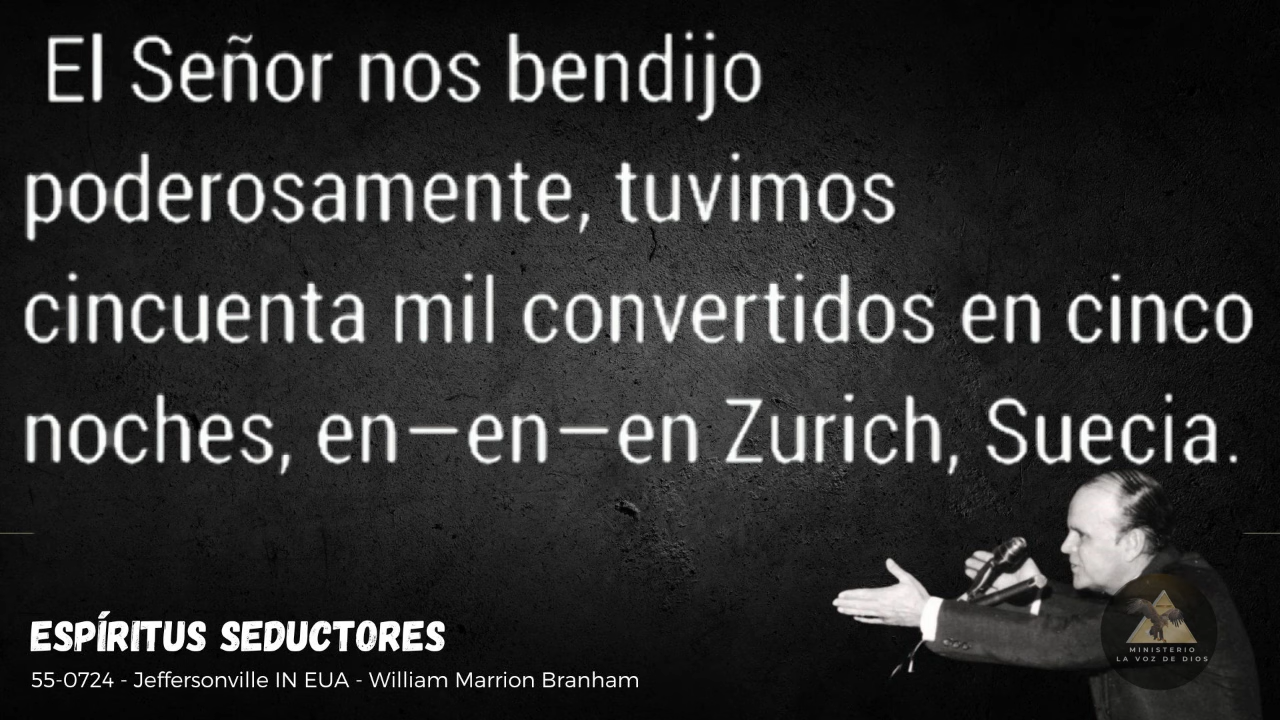 El Señor nos bendijo
poderosamente, tuvimos
cincuenta mil convertidos en cinco
noches, en—en—en Zurich, Suecia.
ESPÍRITUS SEDUCTORES
55-0724 - Jeffersonville IN EUA - William Marrion Branham
MINISTERIO
LA VOZ DE DIOS